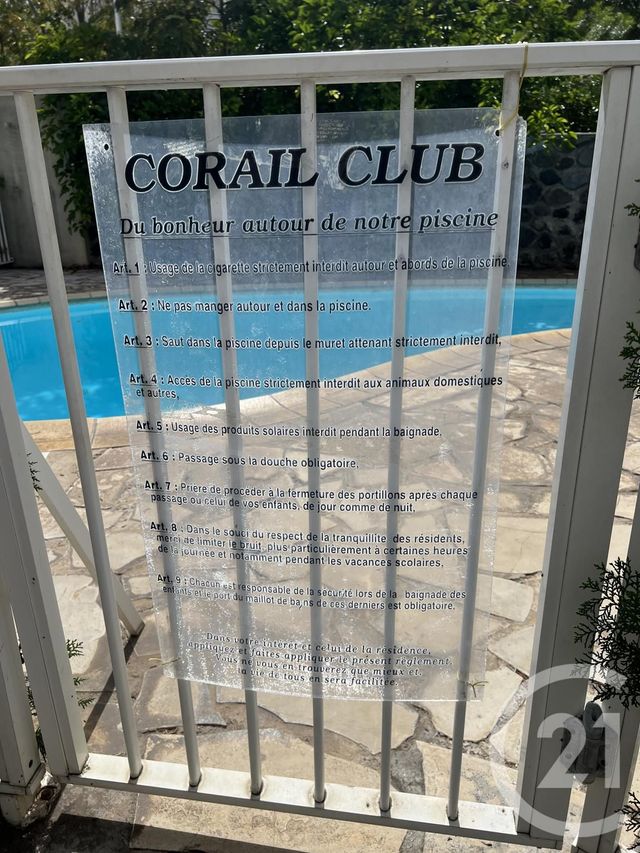 CORAIL CLUB
Du bonheur autour de notre piscine
Art. 1 : Usage de la cigarette strictement interdit autour et abords de la piscine.
Art. 2 : Ne pas manger autour et dans la piscine.
Art. 3 : Saut dans la piscine depuis le muret attenant strictement interdit,
Art. 4 : Accès de la piscine strictement interdit aux animaux domestiques
et autres,
Art. 5 : Usage des produits solaires interdit pendant la baignade,
Art. 6 : Passage sous la douche obligatoire,
Art. 7 : Prière de procéder à la fermeture des portillons après chaque
passage ou celui de vos enfants, de jour comme de nuit,
Art. 8 : Dans le souci du respect de la tranquillite des résidents,
merci de limiter le bruit, plus particulièrement à certaines heures
de la journée et notamment pendant les vacances scolaires,
Art. 9 : Chacun est responsable de la sécurité lors de la baignade des
enfants et le port du maillot de bains de ces derniers est obligatoire.
Dans votre interet et celui de la résidence,
appliquez et faites appliquer le present règlement.
Vous ne vous en trouverez que mieux et,
la vie de tous en sera facilitee.
21